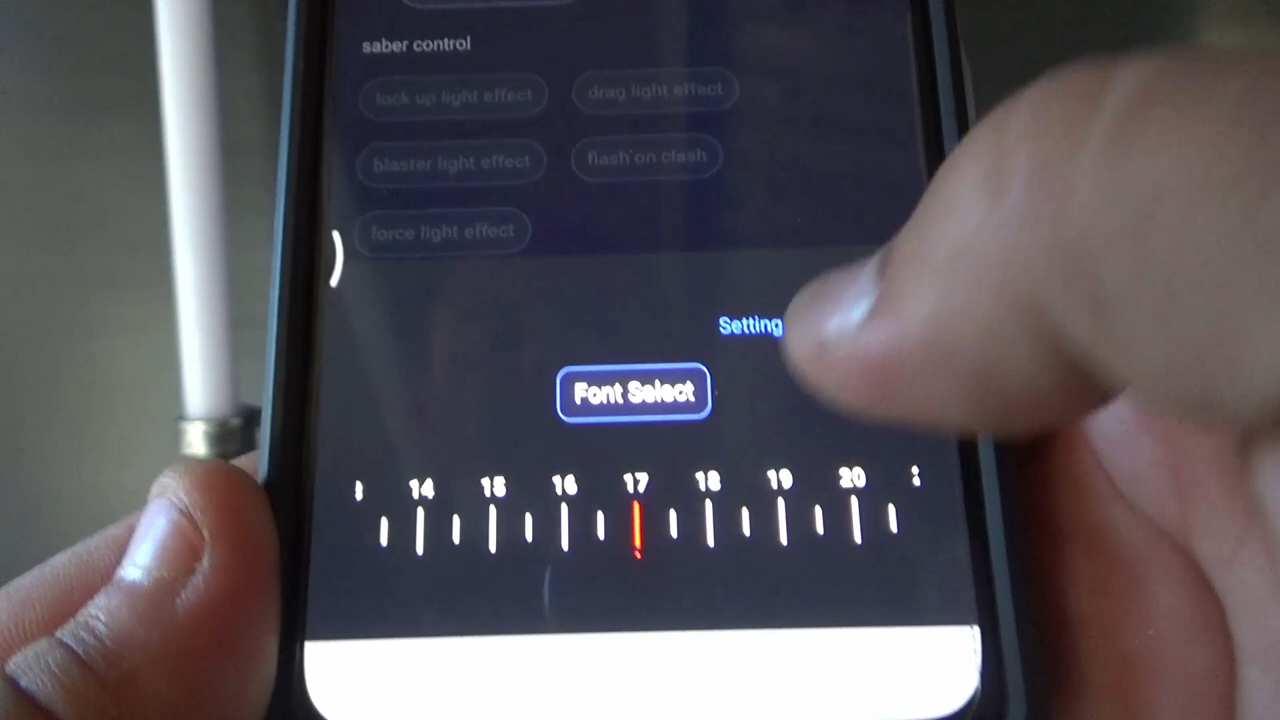 saber control
lock up light effect drag light effect
blaster light effect flash on clash
force light effect
Setting
Font Select
14 15 16 17 18 19 20